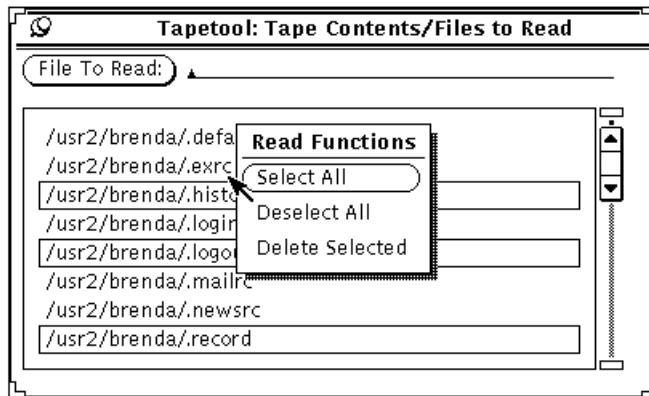 Tapetool: Tape Contents/Files to Read
File To Read:
/usr2/brenda/.defa
/usr2/brenda/.exrc
/usr2/brenda/.histo
/usr2/brenda/.login
/usr2/brenda/.logou
/usr2/brenda/.mailrc
/usr2/brenda/.newsrc
/usr2/brenda/.record
Read Functions
Select All
Deselect All
Delete Selected